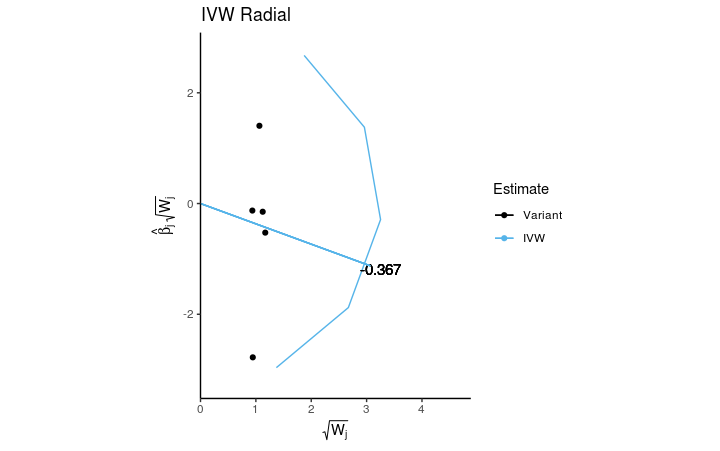 IVW Radial
2
0
-2
β̂j√Wj
-0.367
0 1 2 3 4
√Wj
Estimate
Variant
IVW